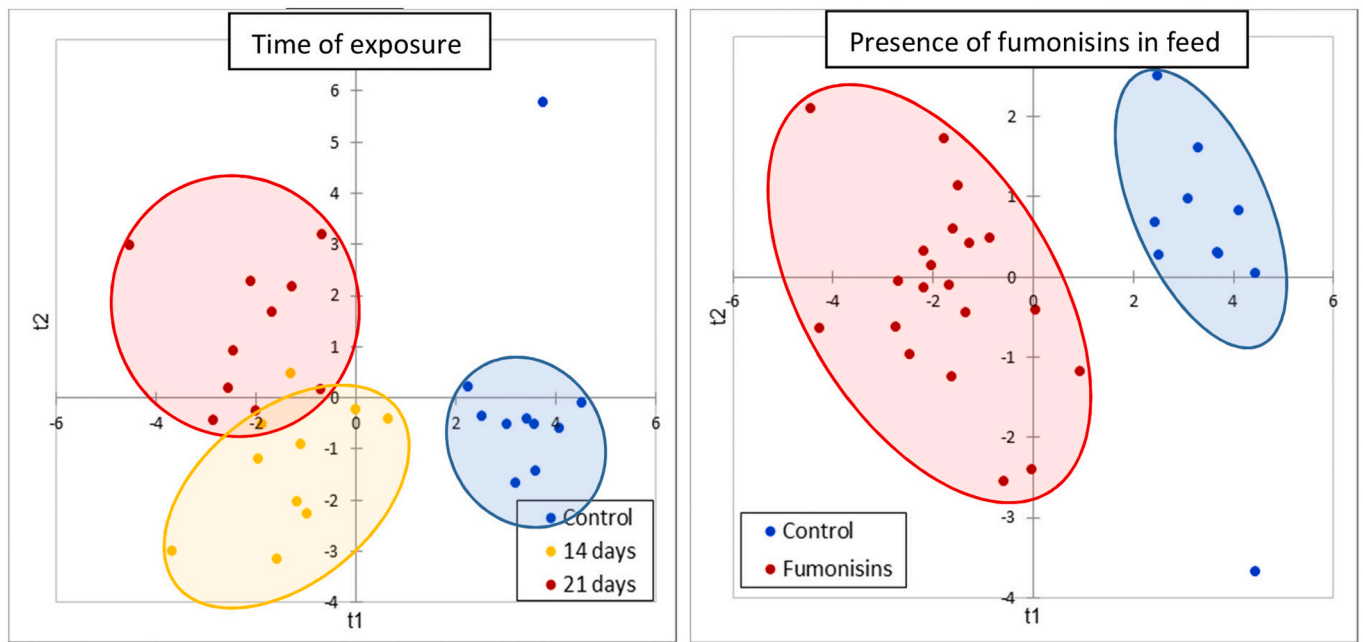 Time of exposure
6
5
4
3
2
1
0
-1
-2
-3
-4
-6
-4
-2
0
2
4
6
t2
t1
Control
14 days
21 days
Presence of fumonisins in feed
2
1
0
-1
-2
-3
-4
-6
-4
-2
0
2
4
6
t2
t1
Control
Fumonisins